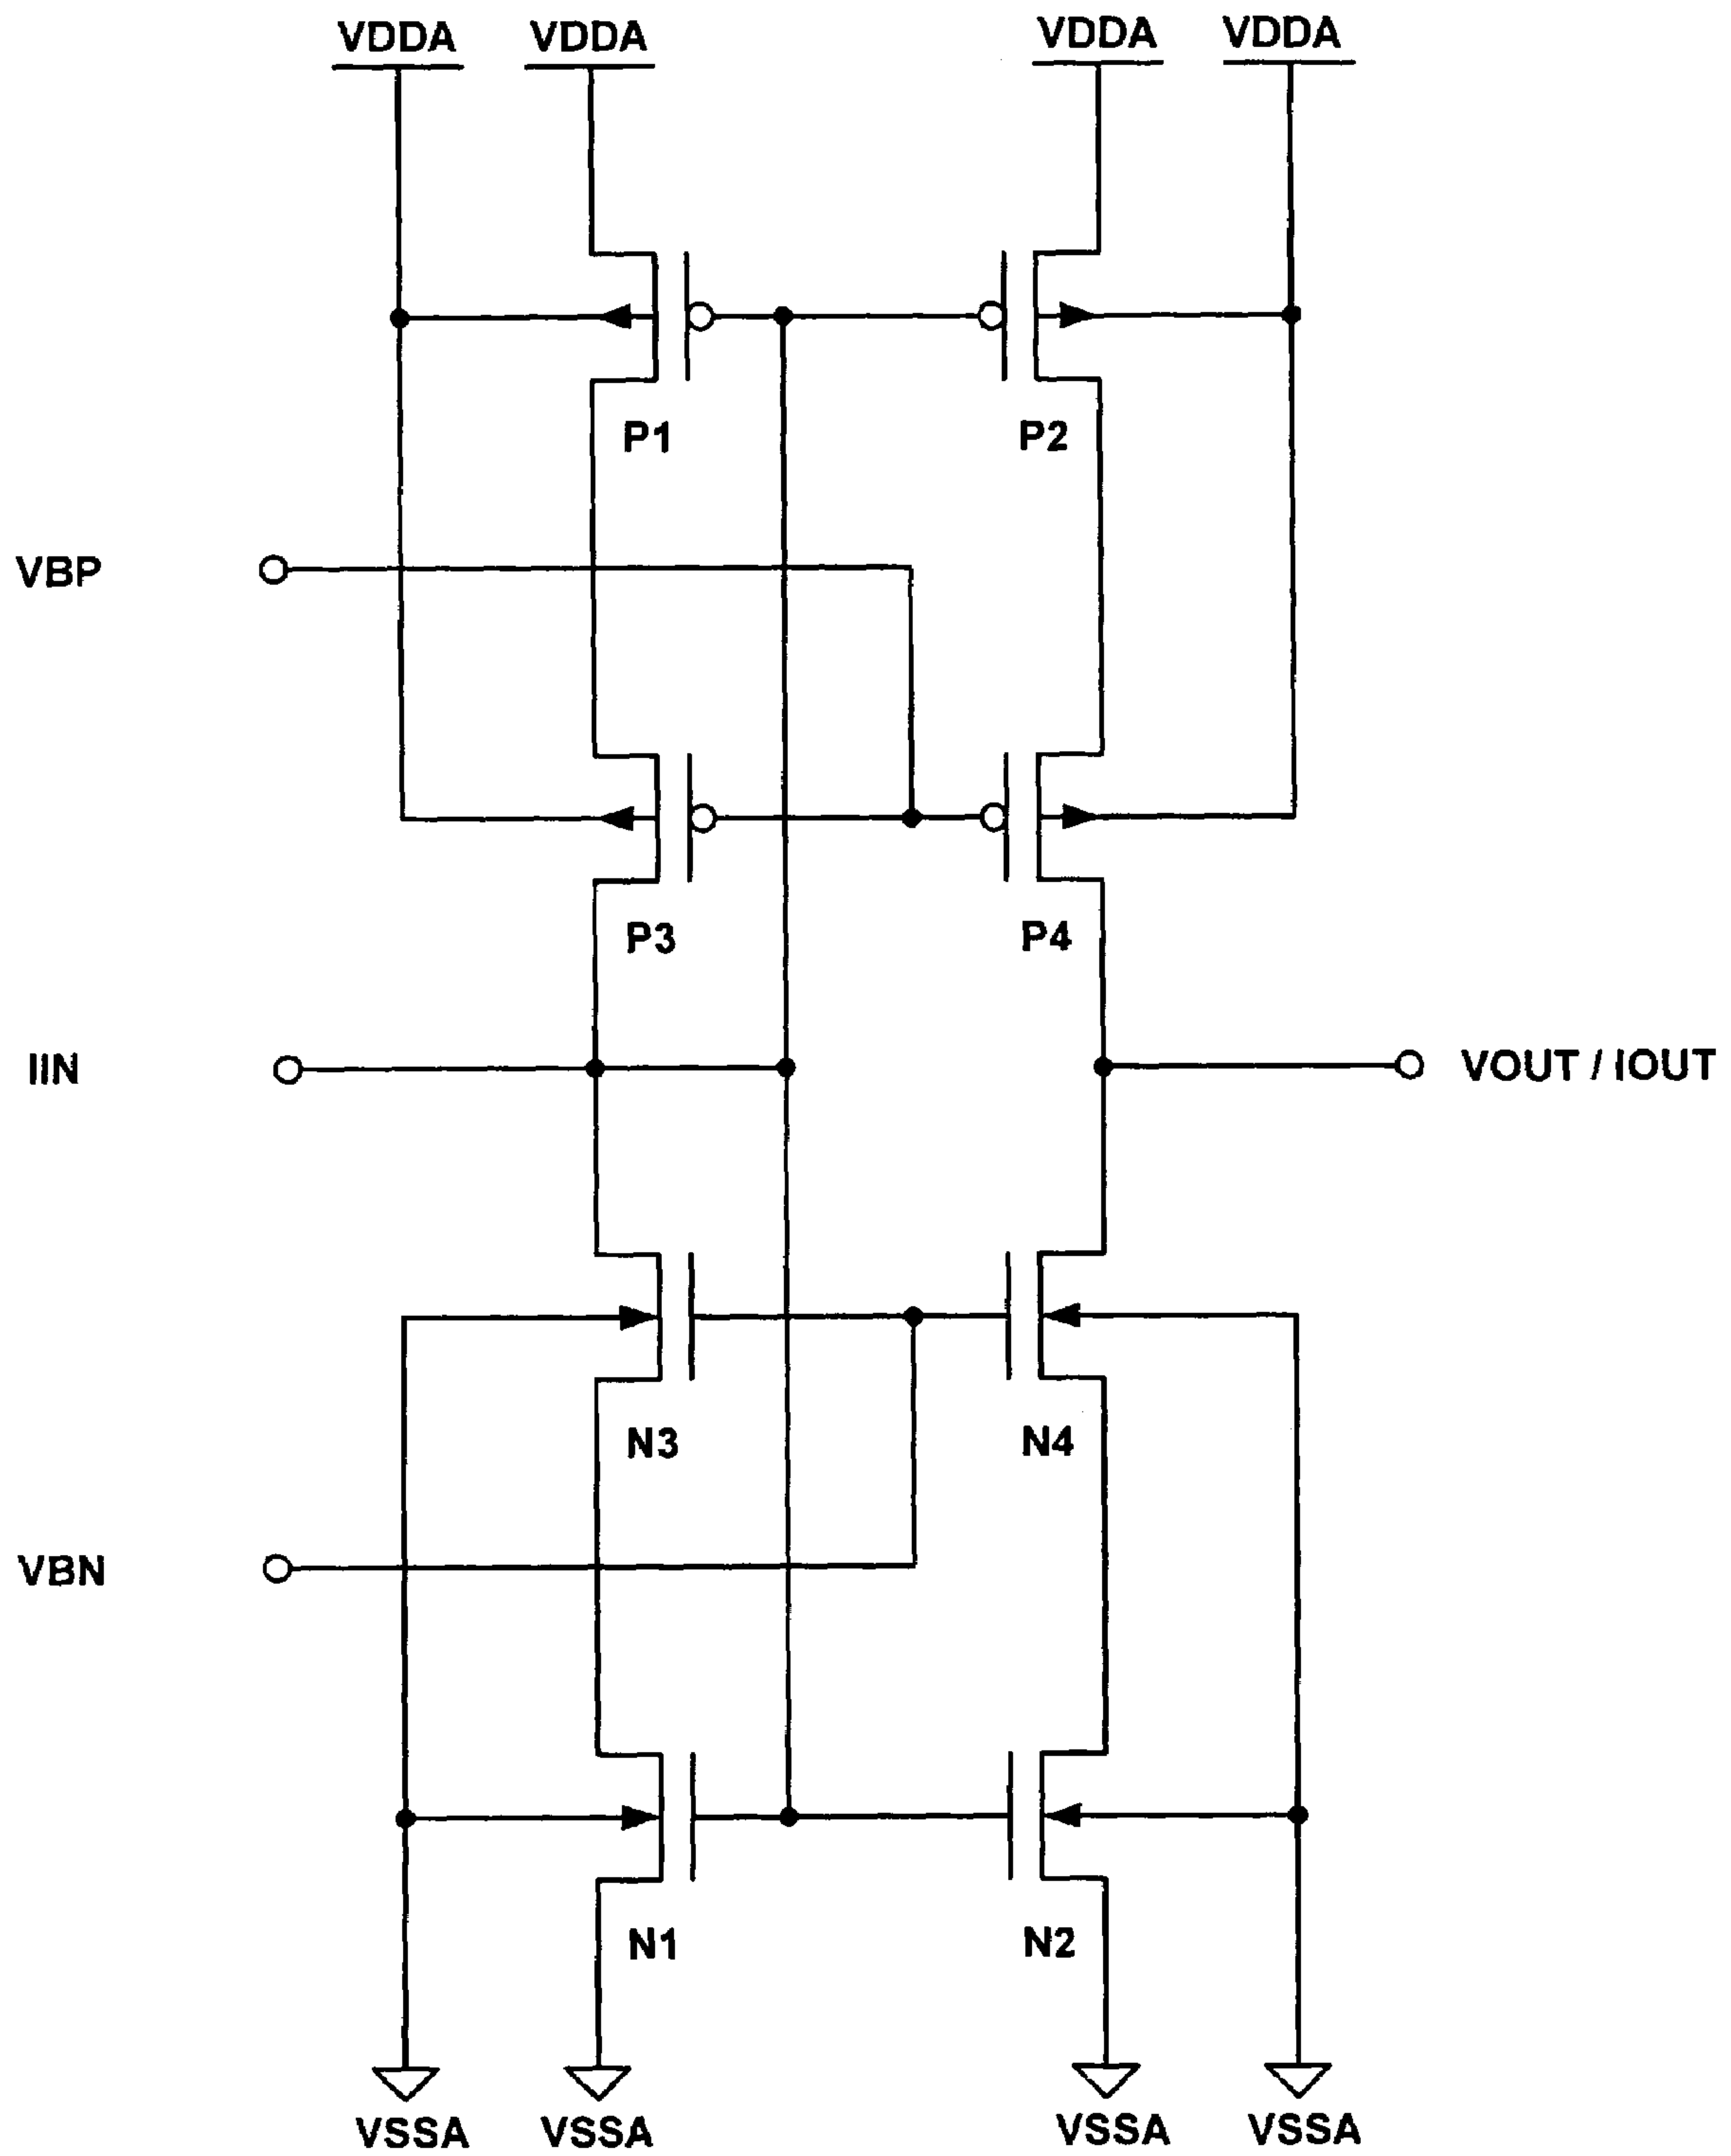 VDDA VDDA VDDA VDDA
P1 P2
VBP
P3 P4
IIN VOUT / IOUT
N3 N4
VBN
N1 N2
VSSA VSSA VSSA VSSA